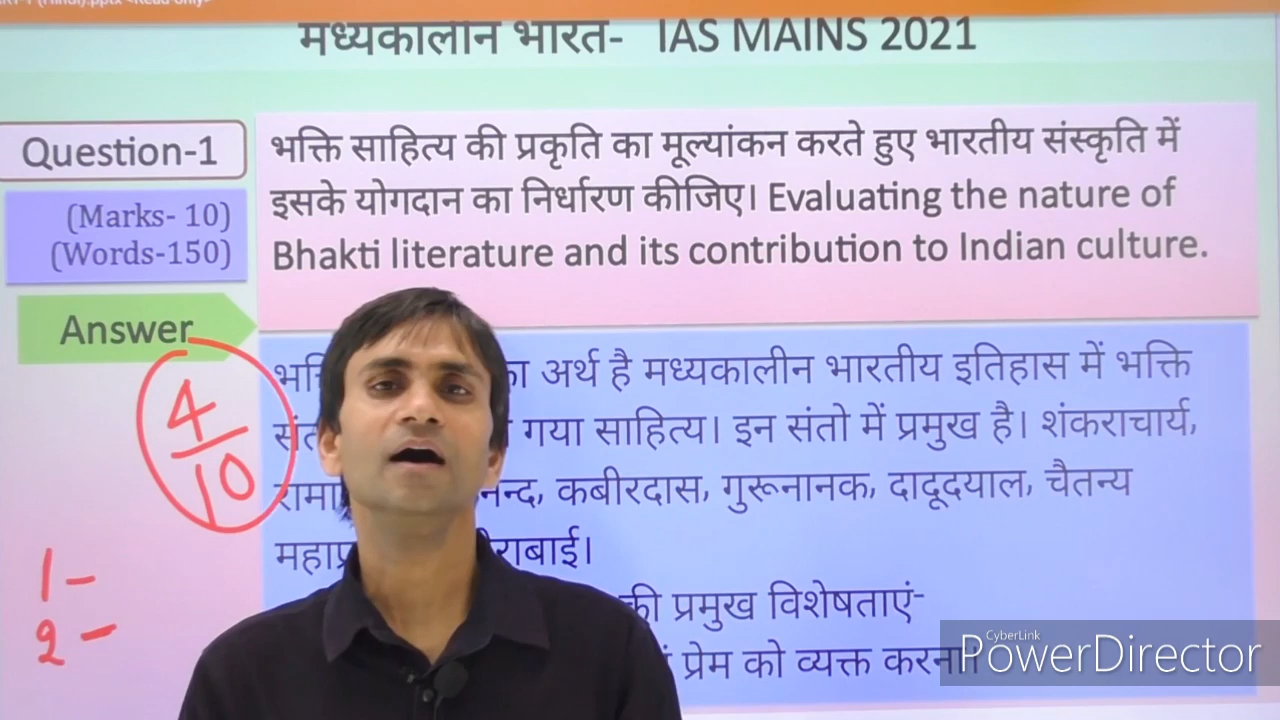 मध्यकालीन भारत- IAS MAINS 2021
Question-1
(Marks- 10)
(Words-150)
भक्ति साहित्य की प्रकृति का मूल्यांकन करते हुए भारतीय संस्कृति में
इसके योगदान का निर्धारण कीजिए। Evaluating the nature of
Bhakti literature and its contribution to Indian culture.
Answer
4/10
1-
2-
अर्थ है मध्यकालीन भारतीय इतिहास में भक्ति
गया साहित्य। इन संतो में प्रमुख है। शंकराचार्य,
कबीरदास, गुरूनानक, दादूदयाल, चैतन्य
की प्रमुख विशेषताएं-
प्रेम को व्यक्त करना।
CyberLink
PowerDirector